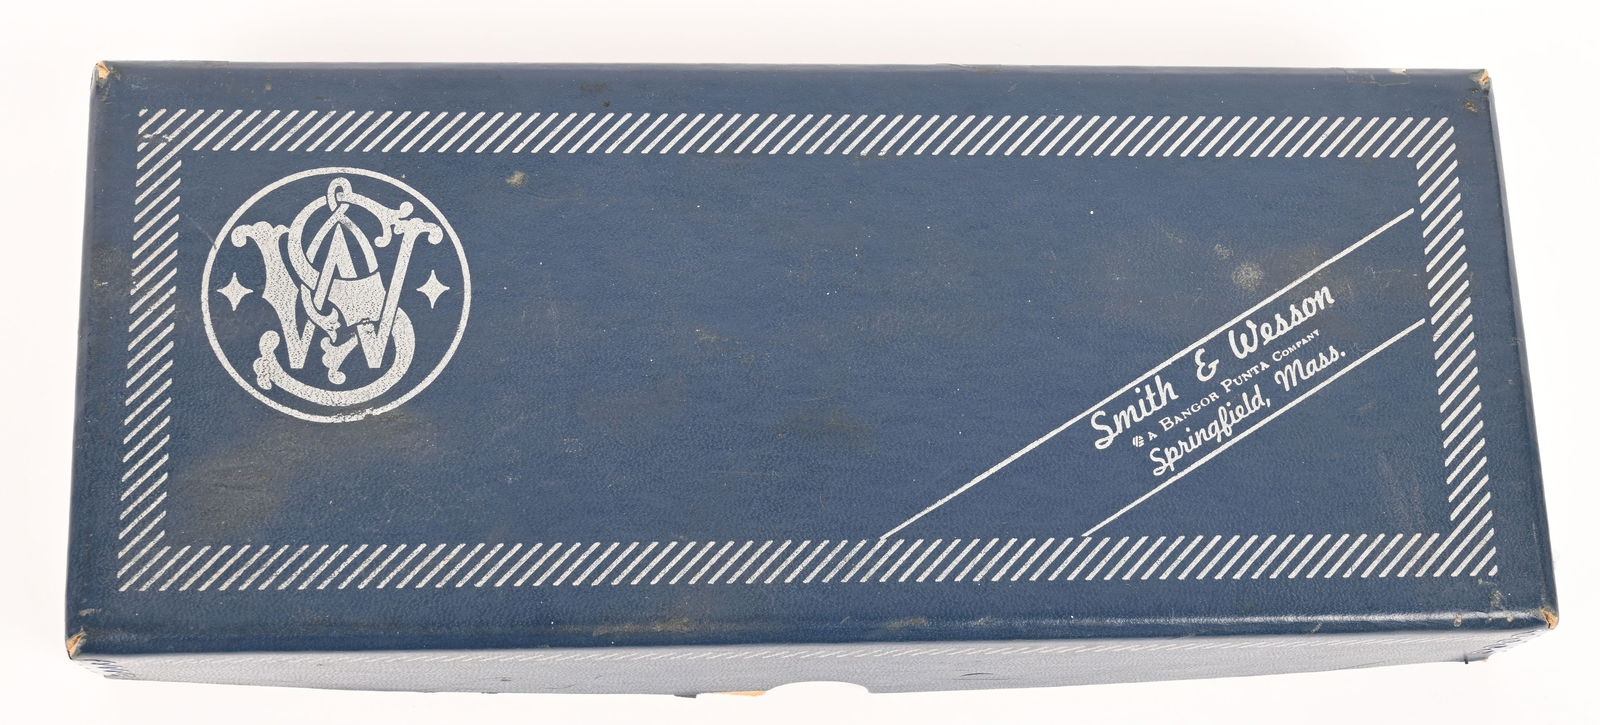 S&W
Smith & Wesson
A BANGOR PUNTA COMPANY
Springfield, Mass.